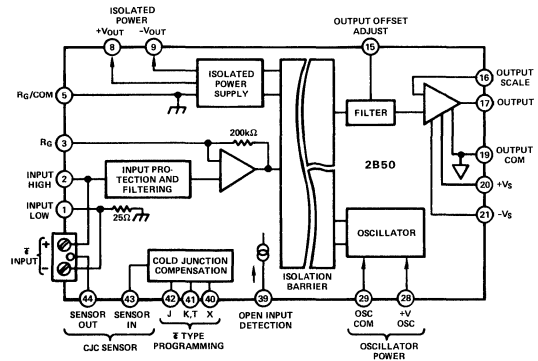 ISOLATED
POWER
+VOUT -VOUT
8 9
OUTPUT OFFSET
ADJUST
15
ISOLATED
POWER
SUPPLY
RG/COM 5
16 OUTPUT
SCALE
17 OUTPUT
FILTER
RG 3
200kΩ
2B50
19 OUTPUT
COM
INPUT
HIGH 2
INPUT PRO-
TECTION AND
FILTERING
20 +VS
INPUT
LOW 1
25Ω
21 -VS
OSCILLATOR
INPUT
+
-
COLD JUNCTION
COMPENSATION
ISOLATION
BARRIER
44 43 42 41 40 39 29 28
SENSOR
OUT
SENSOR
IN
J K,T X
OPEN INPUT
DETECTION
OSC
COM
+V
OSC
CJC SENSOR
TYPE
PROGRAMMING
OSCILLATOR
POWER